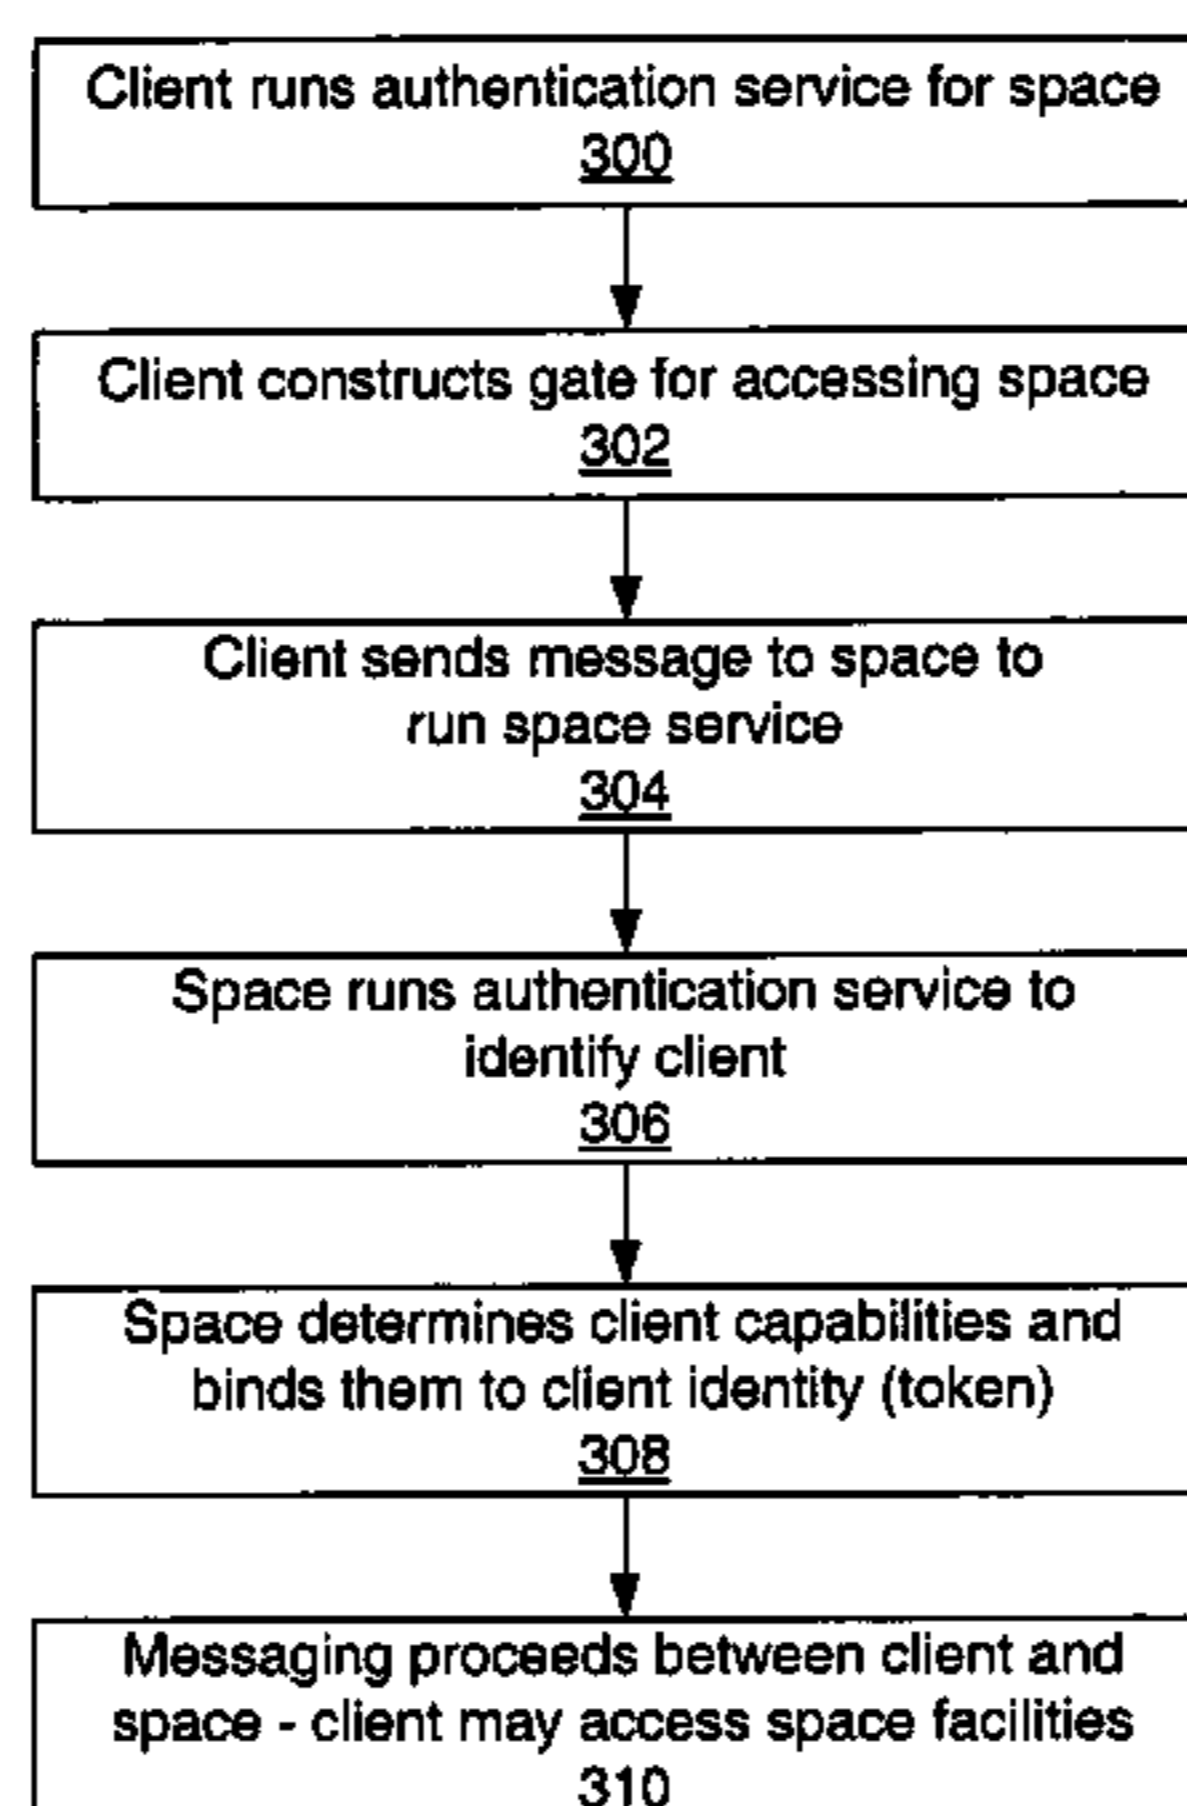 Client runs authentication service for space
300
Client constructs gate for accessing space
302
Client sends message to space to
run space service
304
Space runs authentication service to
identify client
306
Space determines client capabilities and
binds them to client identity (token)
308
Messaging proceeds between client and
space - client may access space facilities
310